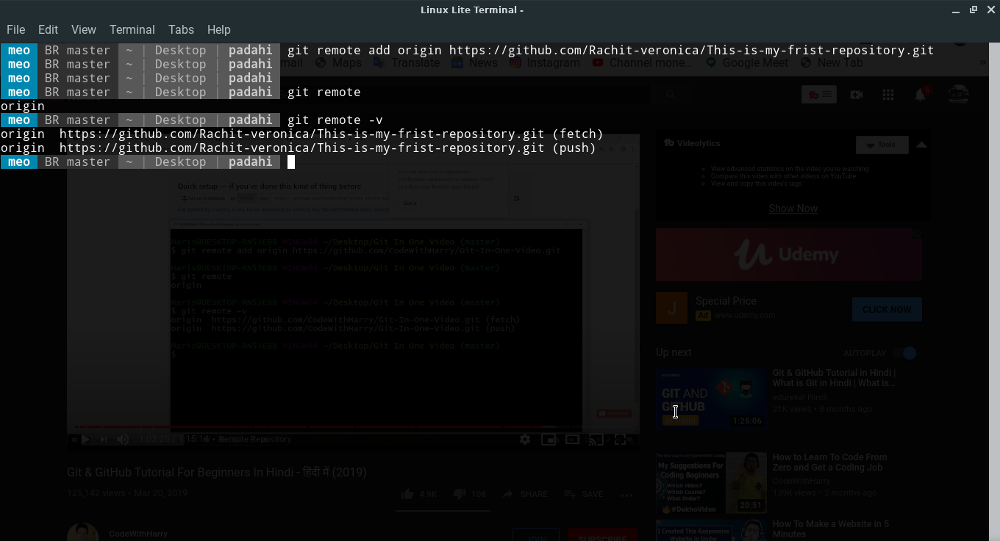 Linux Lite Terminal -
File Edit View Terminal Tabs Help
meo BR master ~ | Desktop | padahi git remote add origin https://github.com/Rachit-veronica/This-is-my-frist-repository.git
meo BR master ~ | Desktop | padahi
mail Maps Translate News Instagram Channel mone... Google Meet New Tab »
meo BR master ~ | Desktop | padahi
meo BR master ~ | Desktop | padahi git remote
origin
meo BR master ~ | Desktop | padahi git remote -v
origin https://github.com/Rachit-veronica/This-is-my-frist-repository.git (fetch)
origin https://github.com/Rachit-veronica/This-is-my-frist-repository.git (push)
meo BR master ~ | Desktop | padahi
Videolytics
Tools
View advanced statistics on the video you're watching
Compare this video with other videos on YouTube
View and copy this video's tags
Show Now
Quick setup — if you've done this kind of thing before
Got it
Haris@DESKTOP-RN53EBB MINGW64 ~/Desktop/Git In One Video (master)
$ git remote add origin https://github.com/CodeWithHarry/Git-In-One-Video.git
Haris@DESKTOP-RN53EBB MINGW64 ~/Desktop/Git In One Video (master)
$ git remote
origin
Haris@DESKTOP-RN53EBB MINGW64 ~/Desktop/Git In One Video (master)
$ git remote -v
origin https://github.com/CodeWithHarry/Git-In-One-Video.git (fetch)
origin https://github.com/CodeWithHarry/Git-In-One-Video.git (push)
Haris@DESKTOP-RN53EBB MINGW64 ~/Desktop/Git In One Video (master)
$
1:03:25 / 1:15:14 • Remote Repository
Git & GitHub Tutorial For Beginners In Hindi - हिंदी में (2019)
125,142 views • Mar 20, 2019
4.9K 108 SHARE SAVE
CodeWithHarry
JOIN SUBSCRIBE
Udemy
J
Special Price
Ad www.udemy.com
CLICK NOW
Up next AUTOPLAY
edureka!
GIT AND
GITHUB
1:25:06
Git & GitHub Tutorial in Hindi |
What is Git in Hindi | What is...
edureka! Hindi
21K views • 8 months ago
My Suggestions For
Coding Beginners
Which Video?
Which Course?
What Order?
#DekhoVideo
20:51
How to Learn To Code From
Zero and Get a Coding Job
CodeWithHarry
139K views • 2 months ago
I Created This Responsive
Website in Under
How To Make a Website in 5
Minutes